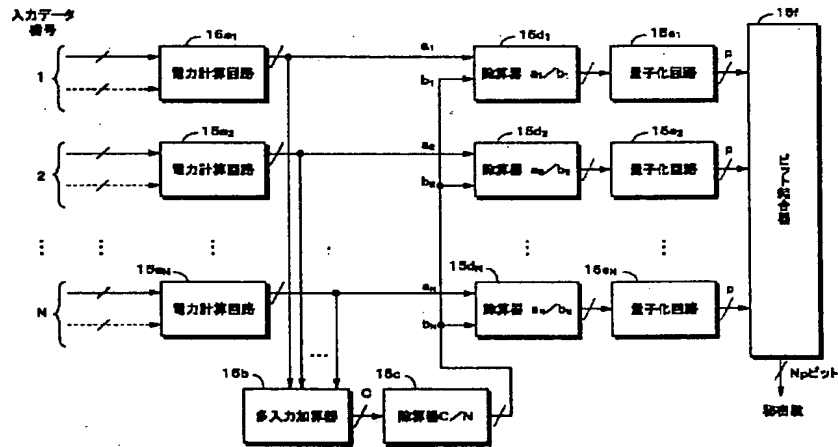 入力データ
番号
15f
15a₁
電力計算回路
a₁
b₁
15d₁
除算器 a₁/b₁
15e₁
量子化回路
p
1
15a₂
電力計算回路
a₂
b₂
15d₂
除算器 a₂/b₂
15e₂
量子化回路
p
2
ビット結合部
⋮ ⋮ ⋮ ⋮ ⋮
15aN
電力計算回路
aN
bN
15dN
除算器 aN/bN
15eN
量子化回路
p
N
…
15b
多入力加算器
C
15c
除算器C/N
Npビット
秘密鍵